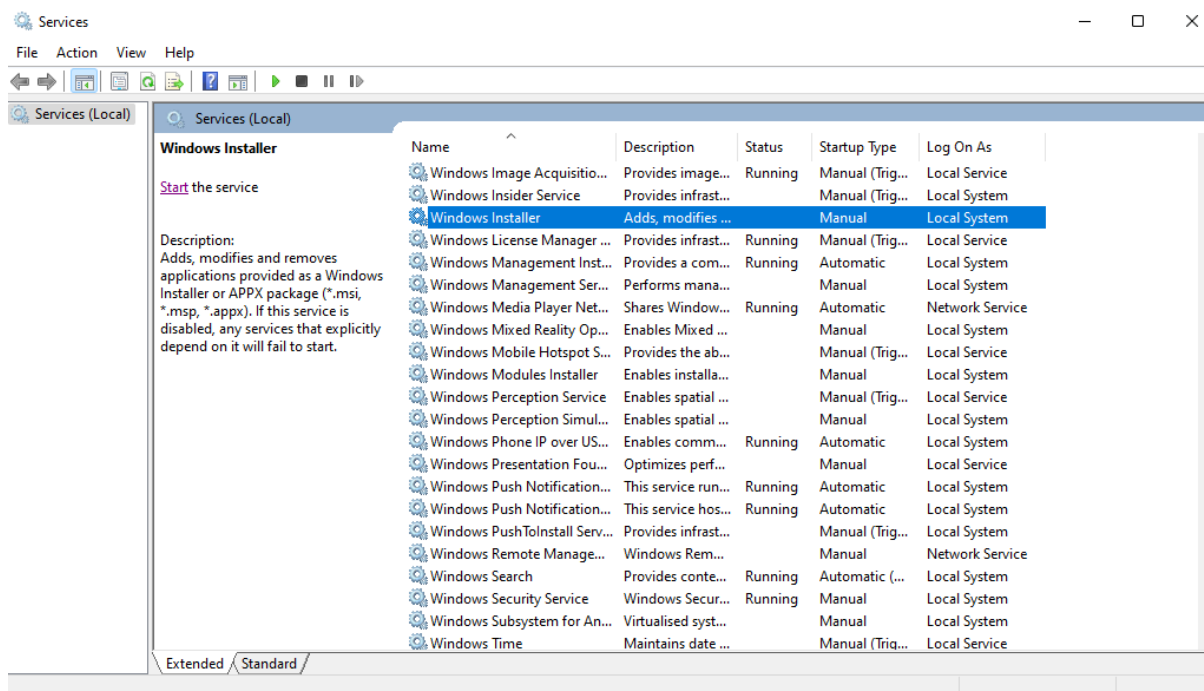 Services
File Action View Help
Services (Local)
Services (Local)
Windows Installer
Start the service
Description:
Adds, modifies and removes
applications provided as a Windows
Installer or APPX package (*.msi,
*.msp, *.appx). If this service is
disabled, any services that explicitly
depend on it will fail to start.
Name Description Status Startup Type Log On As
Windows Image Acquisitio... Provides image... Running Manual (Trig... Local Service
Windows Insider Service Provides infrast... Manual (Trig... Local System
Windows Installer Adds, modifies ... Manual Local System
Windows License Manager ... Provides infrast... Running Manual (Trig... Local Service
Windows Management Inst... Provides a com... Running Automatic Local System
Windows Management Ser... Performs mana... Manual Local System
Windows Media Player Net... Shares Window... Running Automatic Network Service
Windows Mixed Reality Op... Enables Mixed ... Manual Local System
Windows Mobile Hotspot S... Provides the ab... Manual (Trig... Local Service
Windows Modules Installer Enables installa... Manual Local System
Windows Perception Service Enables spatial ... Manual (Trig... Local Service
Windows Perception Simul... Enables spatial ... Manual Local System
Windows Phone IP over US... Enables comm... Running Automatic Local System
Windows Presentation Fou... Optimizes perf... Manual Local Service
Windows Push Notification... This service run... Running Automatic Local System
Windows Push Notification... This service hos... Running Automatic Local System
Windows PushToInstall Serv... Provides infrast... Manual (Trig... Local System
Windows Remote Manage... Windows Rem... Manual Network Service
Windows Search Provides conte... Running Automatic (... Local System
Windows Security Service Windows Secur... Running Manual Local System
Windows Subsystem for An... Virtualised syst... Manual Local System
Windows Time Maintains date ... Manual (Trig... Local Service
Extended Standard